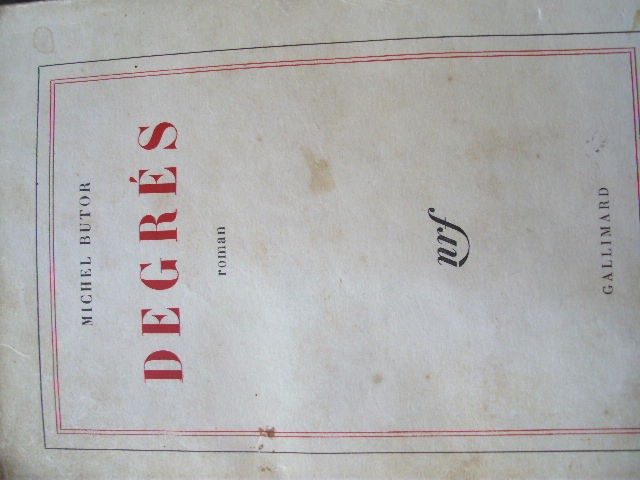 MICHEL BUTOR
DEGRÉS
roman
nrf
GALLIMARD